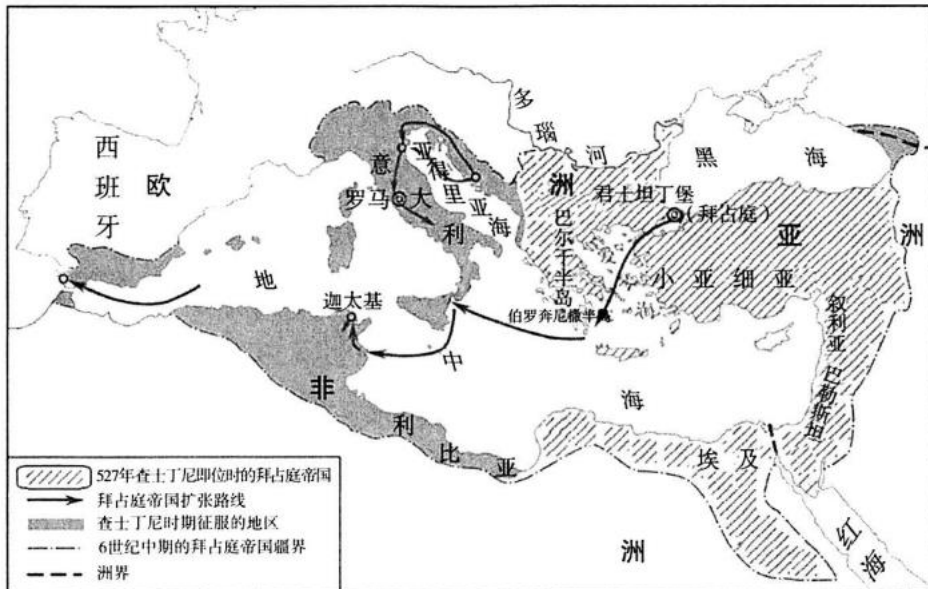 多瑙河
黑海
西班牙
欧
洲
意大利
亚得里亚海
罗马
君士坦丁堡
(拜占庭)
巴尔干半岛
亚
洲
小亚细亚
地
中
海
迦太基
伯罗奔尼撒半
叙利亚
巴勒斯坦
非
洲
利比亚
埃及
红海
527年查士丁尼即位时的拜占庭帝国
拜占庭帝国扩张路线
查士丁尼时期征服的地区
6世纪中期的拜占庭帝国疆界
洲界